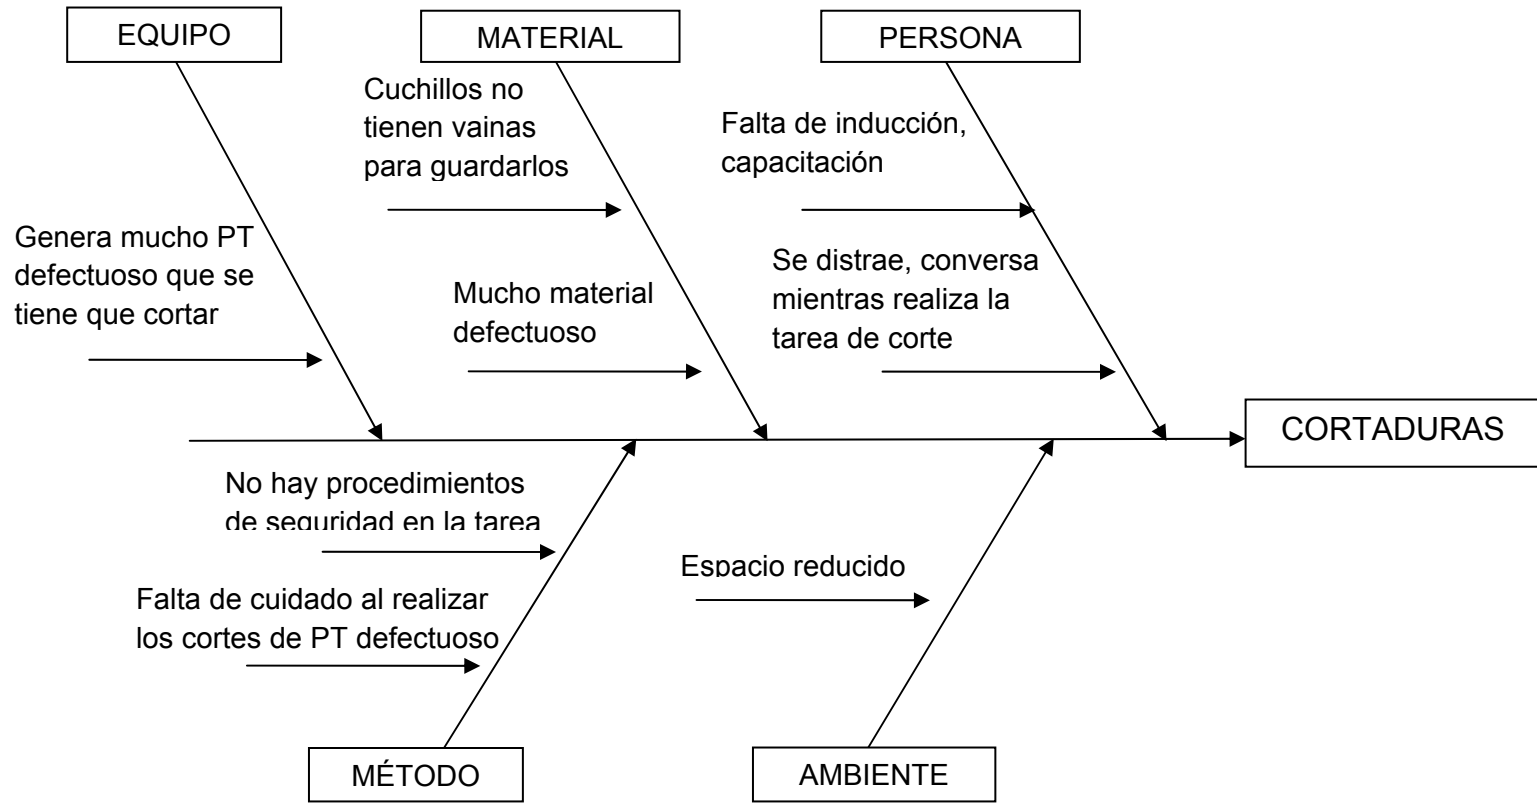 EQUIPO
MATERIAL
PERSONA
Cuchillos no
tienen vainas
para guardarlos
Falta de inducción,
capacitación
Genera mucho PT
defectuoso que se
tiene que cortar
Mucho material
defectuoso
Se distrae, conversa
mientras realiza la
tarea de corte
CORTADURAS
No hay procedimientos
de seguridad en la tarea
Falta de cuidado al realizar
los cortes de PT defectuoso
Espacio reducido
MÉTODO
AMBIENTE